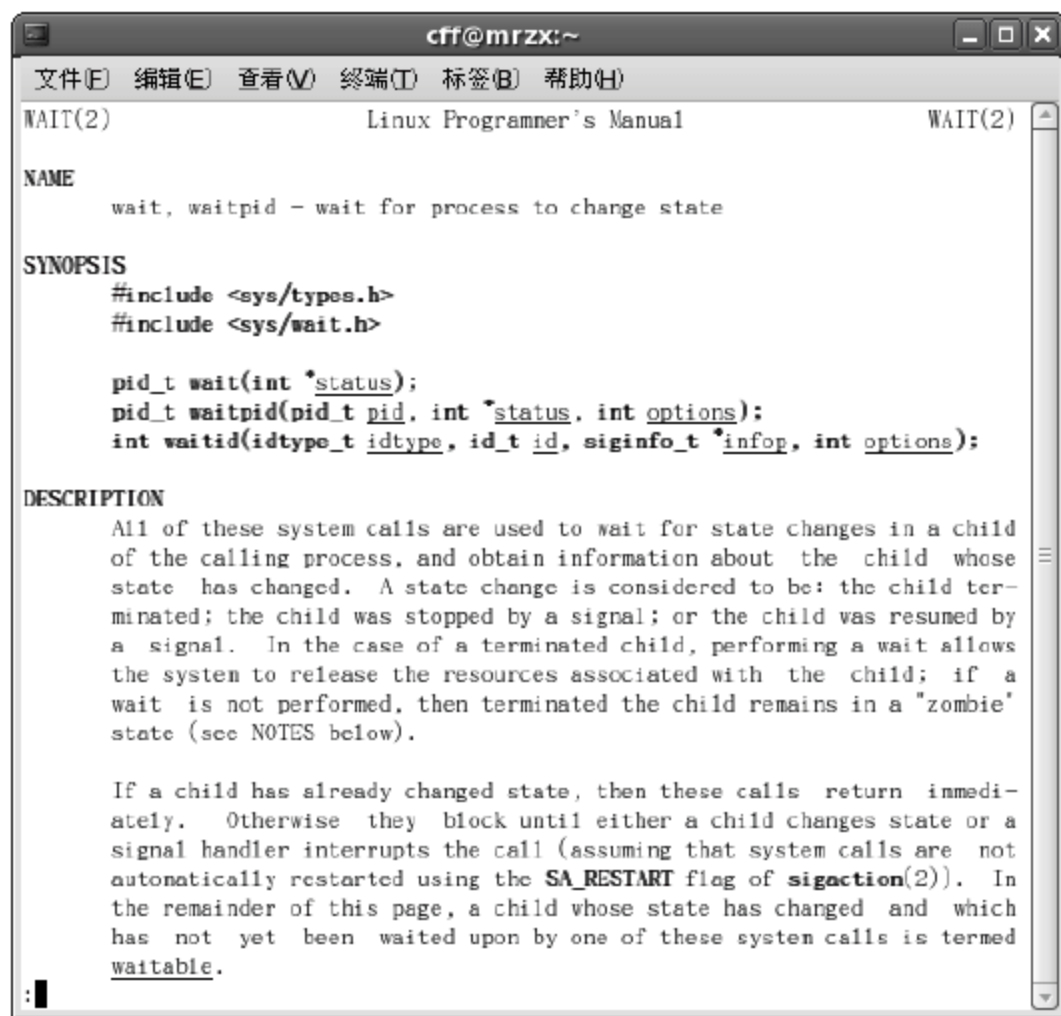 cff@mrzx:~
文件(F) 编辑(E) 查看(V) 终端(T) 标签(B) 帮助(H)
WAIT(2) Linux Programmer's Manual WAIT(2)
NAME
wait, waitpid - wait for process to change state
SYNOPSIS
#include <sys/types.h>
#include <sys/wait.h>
pid_t wait(int *status);
pid_t waitpid(pid_t pid, int *status, int options);
int waitid(idtype_t idtype, id_t id, siginfo_t *infop, int options);
DESCRIPTION
All of these system calls are used to wait for state changes in a child
of the calling process, and obtain information about the child whose
state has changed. A state change is considered to be: the child ter-
minated; the child was stopped by a signal; or the child was resumed by
a signal. In the case of a terminated child, performing a wait allows
the system to release the resources associated with the child; if a
wait is not performed, then terminated the child remains in a "zombie"
state (see NOTES below).
If a child has already changed state, then these calls return immedi-
ately. Otherwise they block until either a child changes state or a
signal handler interrupts the call (assuming that system calls are not
automatically restarted using the SA_RESTART flag of sigaction(2)). In
the remainder of this page, a child whose state has changed and which
has not yet been waited upon by one of these system calls is termed
waitable.
: